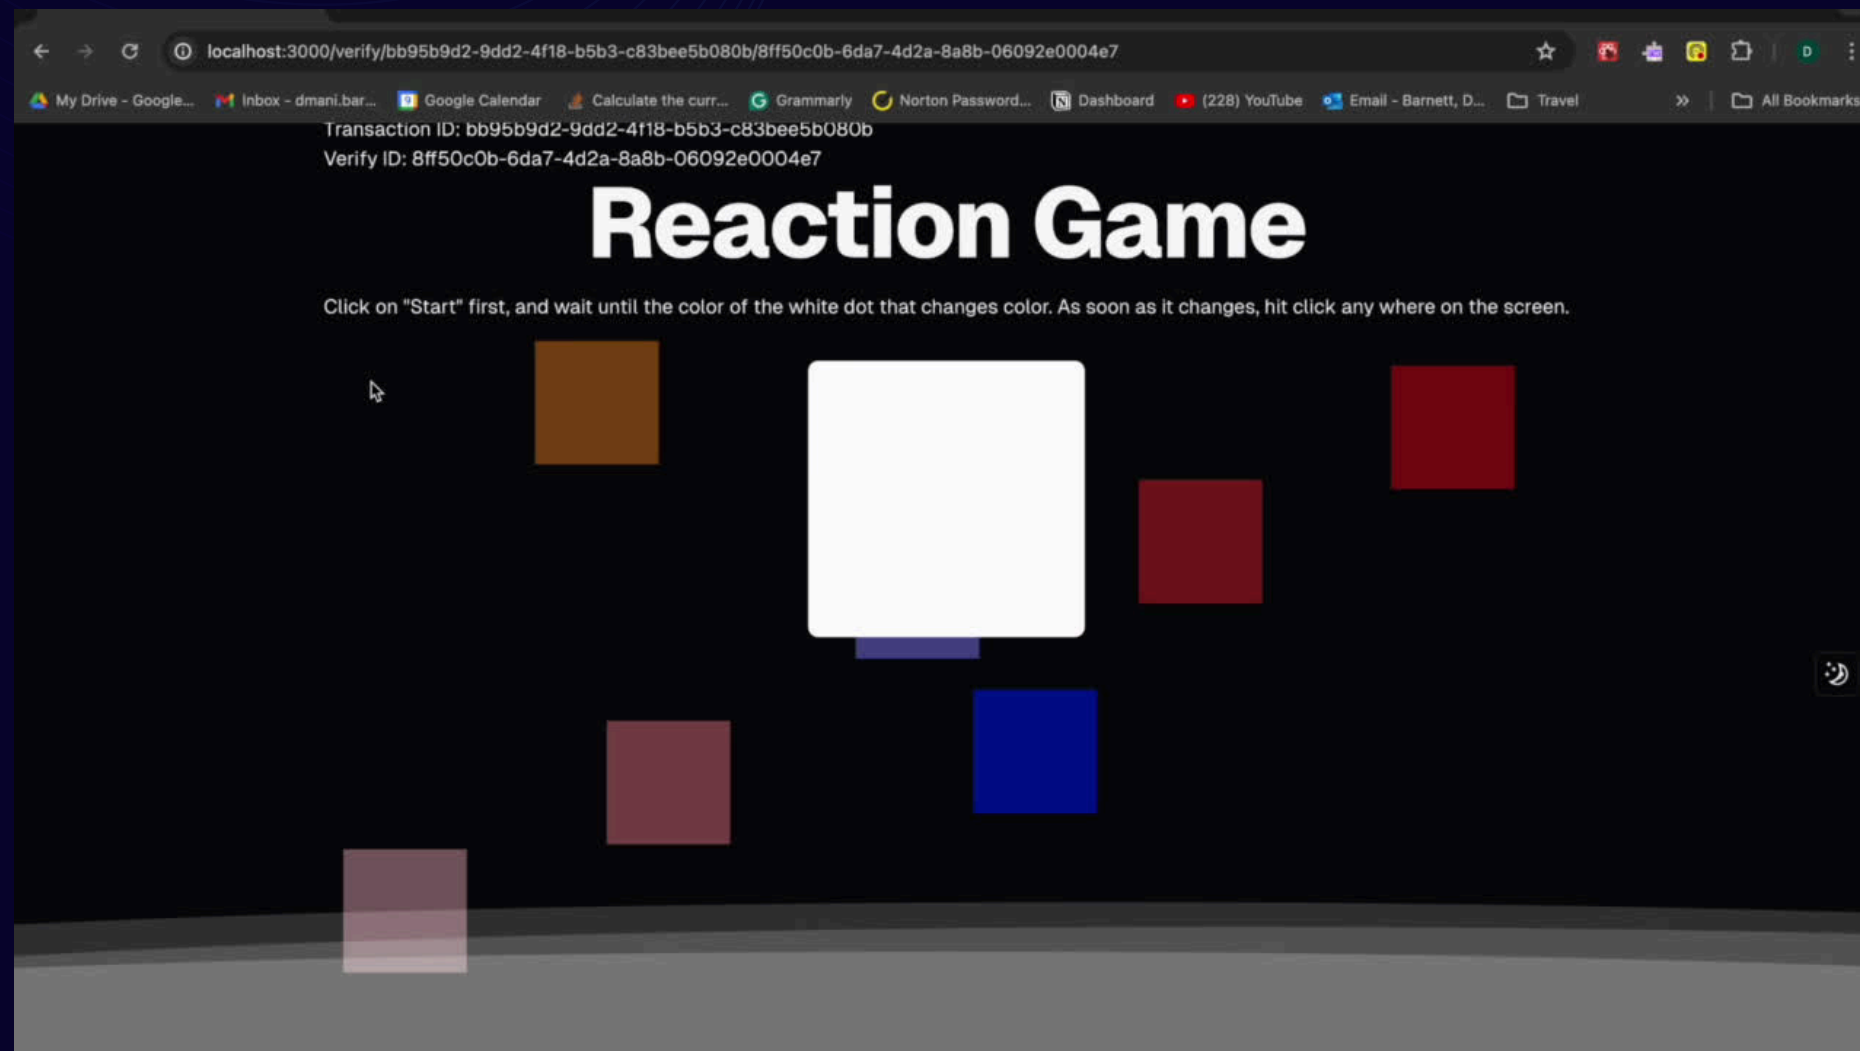 localhost:3000/verify/bb95b9d2-9dd2-4f18-b5b3-c83bee5b080b/8ff50c0b-6da7-4d2a-8a8b-06092e0004e7
D
My Drive - Google... Inbox - dmani.bar... Google Calendar Calculate the curr... Grammarly Norton Password... Dashboard (228) YouTube Email - Barnett, D... Travel » All Bookmarks
Transaction ID: bb95b9d2-9dd2-4f18-b5b3-c83bee5b080b
Verify ID: 8ff50c0b-6da7-4d2a-8a8b-06092e0004e7
Reaction Game
Click on "Start" first, and wait until the color of the white dot that changes color. As soon as it changes, hit click any where on the screen.